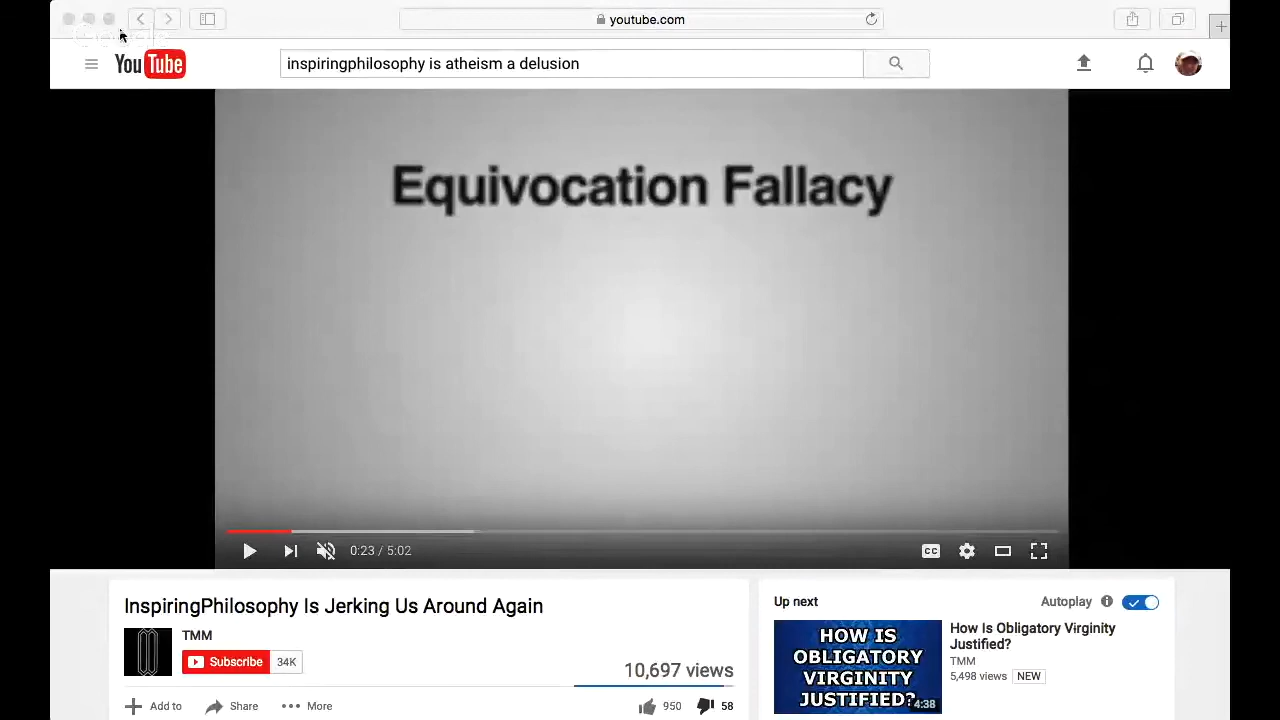 youtube.com
Google
YouTube
inspiringphilosophy is atheism a delusion
Equivocation Fallacy
0:23 / 5:02
CC
InspiringPhilosophy Is Jerking Us Around Again
TMM
Subscribe 34K
10,697 views
Add to Share More 950 58
Up next Autoplay
HOW IS
OBLIGATORY
VIRGINITY
JUSTIFIED?
4:38
How Is Obligatory Virginity
Justified?
TMM
5,498 views NEW